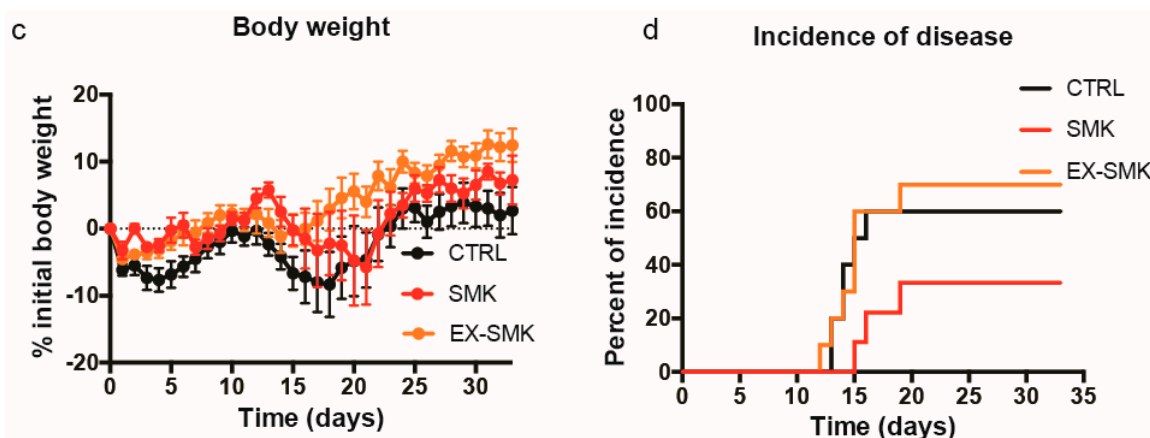 c
Body weight
% initial body weight
20
10
0
-10
-20
0
5
10
15
20
25
30
Time (days)
CTRL
SMK
EX-SMK
d
Incidence of disease
Percent of incidence
100
80
60
40
20
0
0
5
10
15
20
25
30
35
Time (days)
CTRL
SMK
EX-SMK